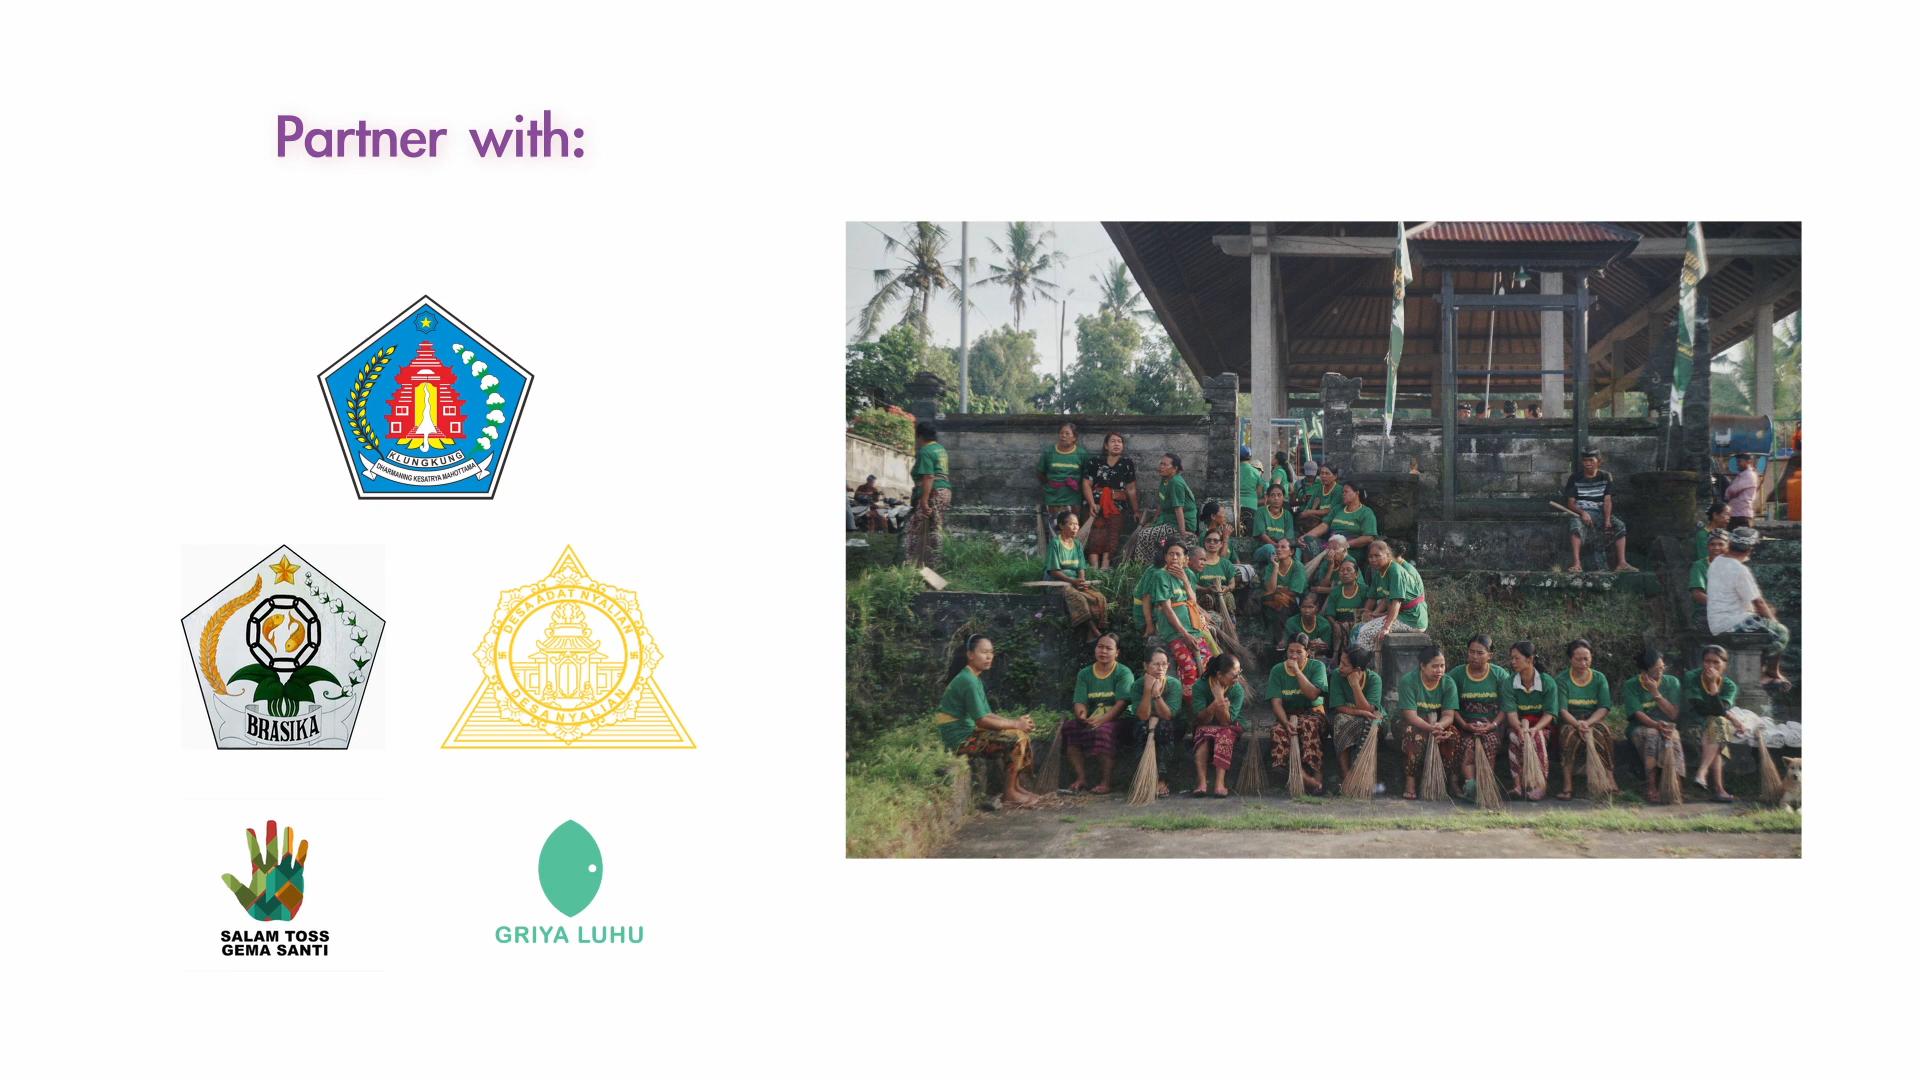 Partner with:
KLUNGKUNG
DHARMANING KESATRYA MAHOTTAMA
BRASIKA
DESA ADAT NYALIAN
DESA NYALIAN
SALAM TOSS
GEMA SANTI
GRIYA LUHU